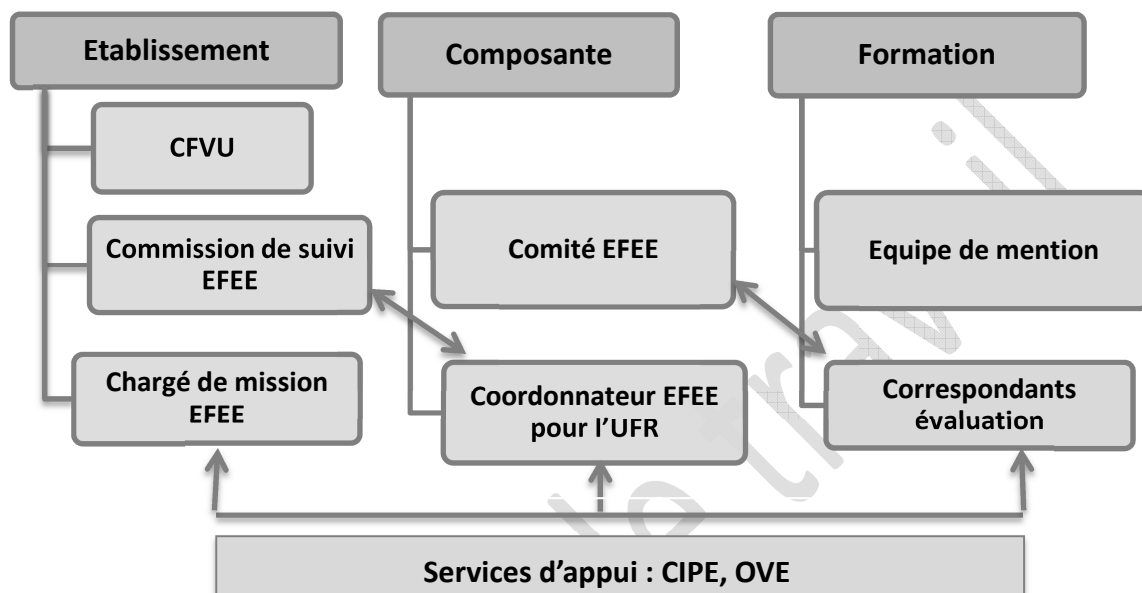 Etablissement
Composante
Formation
CFVU
Commission de suivi
EFEE
Comité EFEE
Equipe de mention
Chargé de mission
EFEE
Coordonnateur EFEE
pour l'UFR
Correspondants
évaluation
Services d'appui : CIPE, OVE